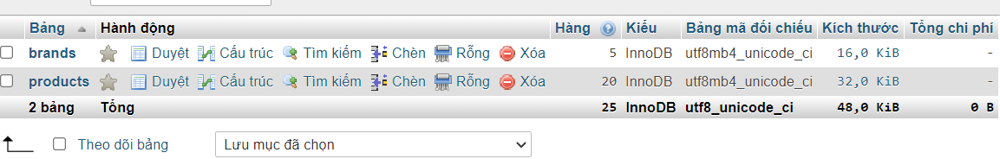 Bảng Hành động Hàng Kiểu Bảng mã đối chiếu Kích thước Tổng chi phí
brands Duyệt Cấu trúc Tìm kiếm Chèn Rỗng Xóa 5 InnoDB utf8mb4_unicode_ci 16,0 KiB -
products Duyệt Cấu trúc Tìm kiếm Chèn Rỗng Xóa 20 InnoDB utf8mb4_unicode_ci 32,0 KiB -
2 bảng Tổng 25 InnoDB utf8_unicode_ci 48,0 KiB 0 B
Theo dõi bảng Lưu mục đã chọn